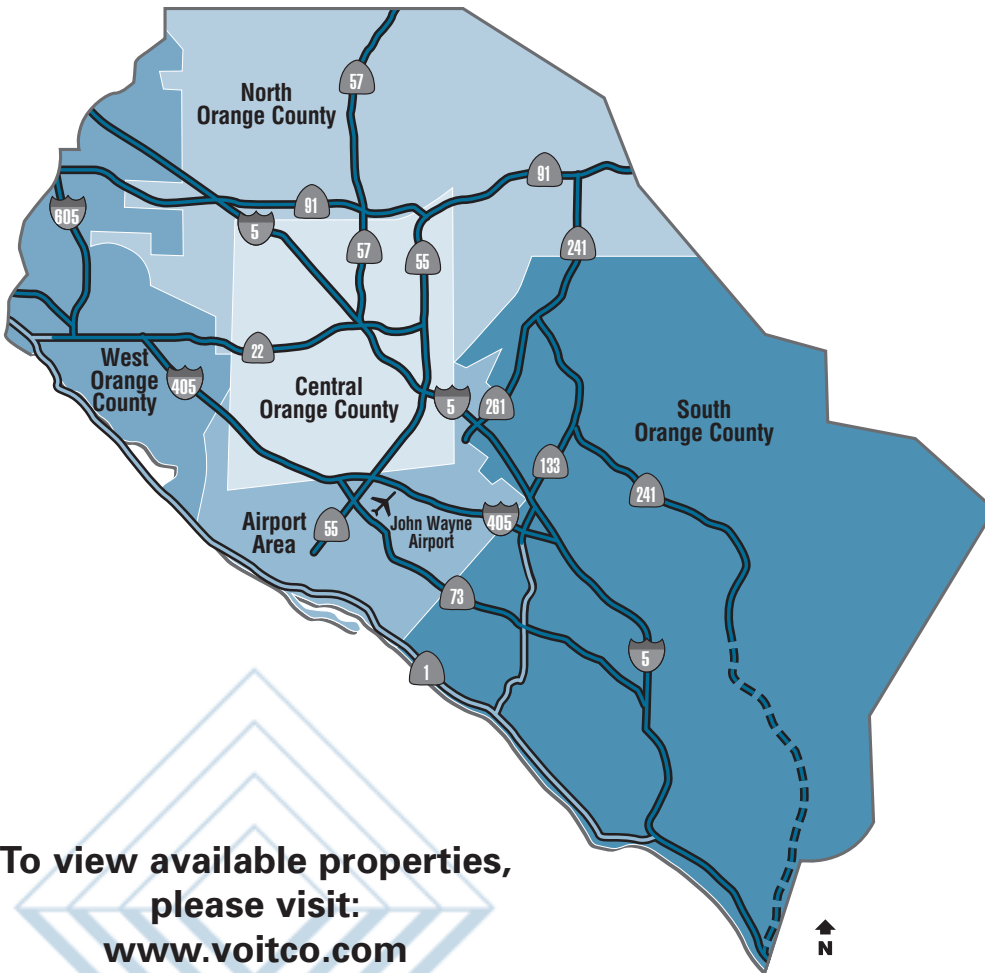 57
North
Orange County
91
91
605
5
57
55
241
22
West
Orange
County
405
Central
Orange County
5
261
South
Orange County
133
241
Airport
Area
55
John Wayne
Airport
405
73
5
1
To view available properties,
please visit:
www.voitco.com
N